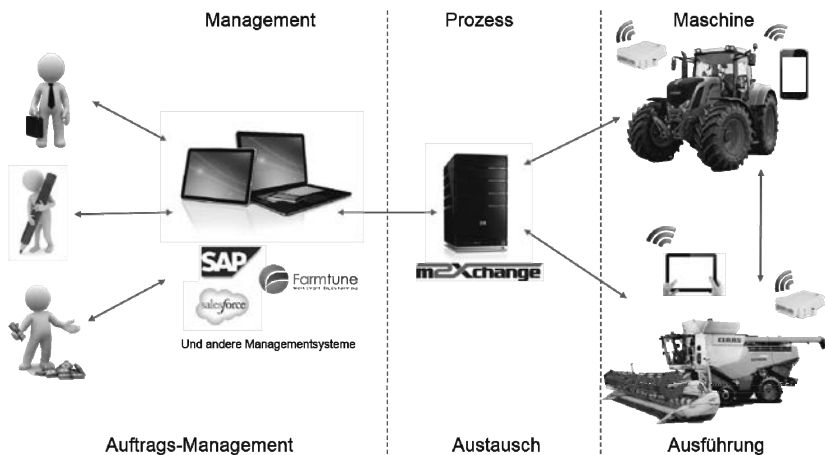 Management
Prozess
Maschine
SAP
Farmtune
salesforce
m2Xchange
Und andere Managementsysteme
CLAAS
Auftrags-Management
Austausch
Ausführung